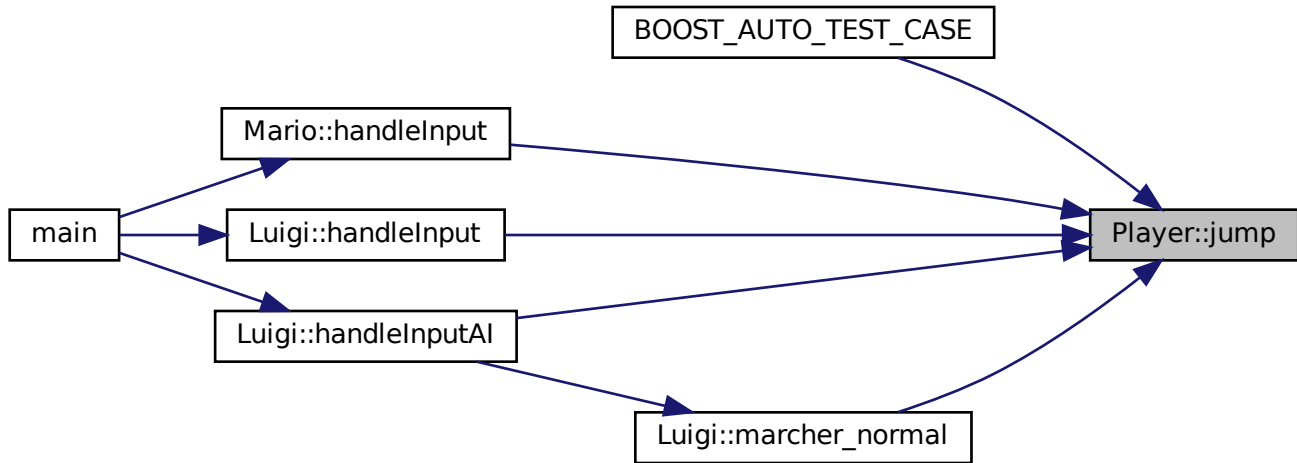 BOOST_AUTO_TEST_CASE
Mario::handleInput
main
Luigi::handleInput
Player::jump
Luigi::handleInputAI
Luigi::marcher_normal